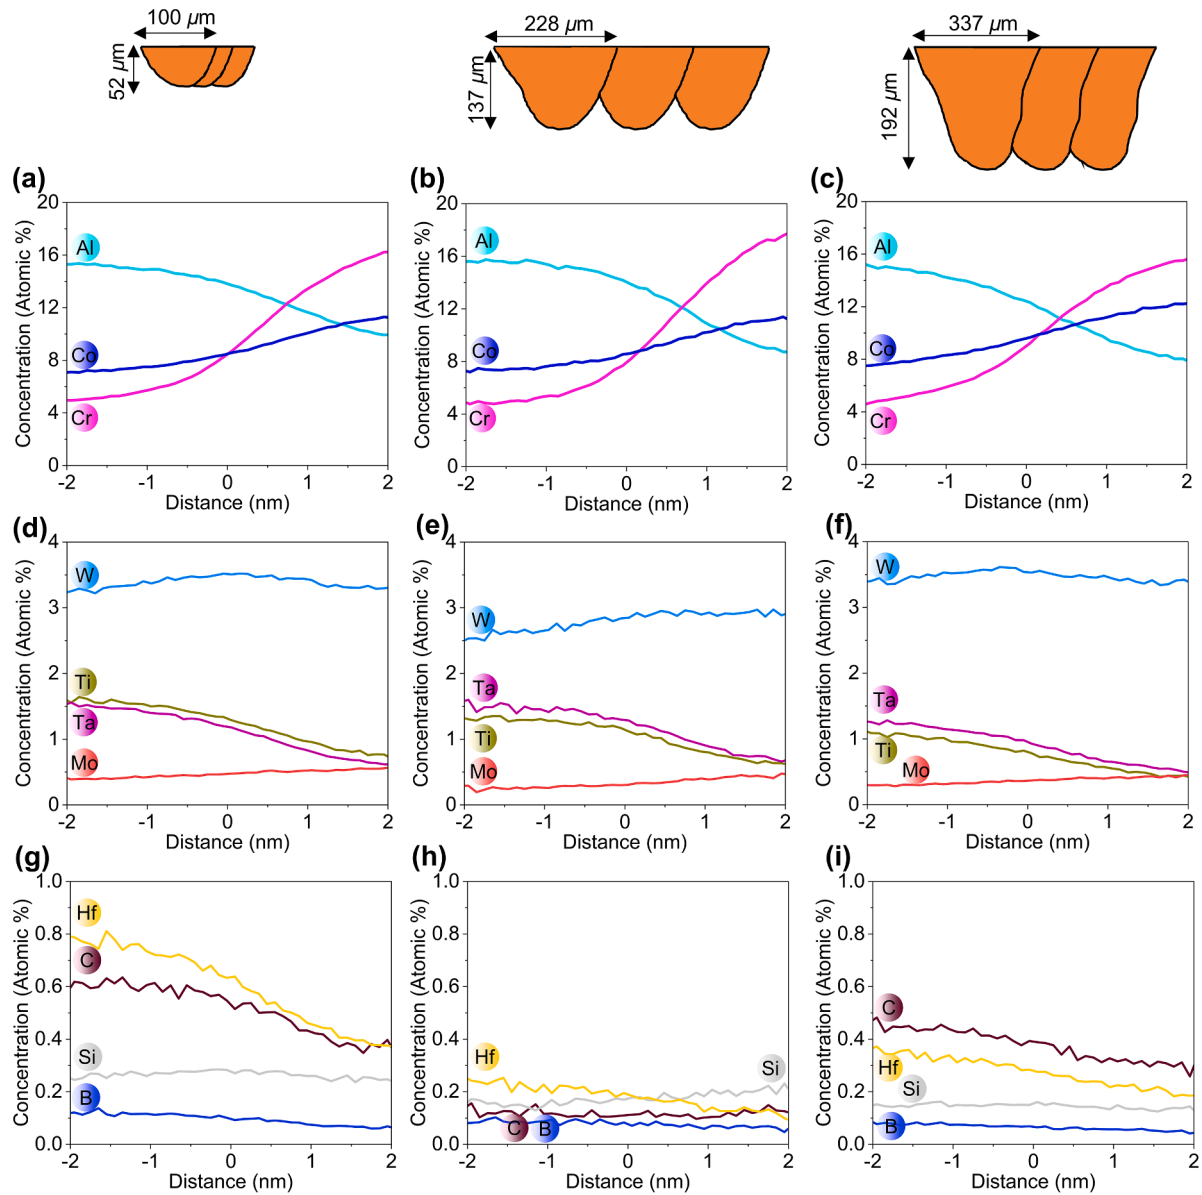 100 µm
52 µm
228 µm
137 µm
337 µm
192 µm
(a)
20
16
12
8
4
0
Concentration (Atomic %)
Al
Co
Cr
-2 -1 0 1 2
Distance (nm)
(b)
20
16
12
8
4
0
Concentration (Atomic %)
Al
Co
Cr
-2 -1 0 1 2
Distance (nm)
(c)
20
16
12
8
4
0
Concentration (Atomic %)
Al
Co
Cr
-2 -1 0 1 2
Distance (nm)
(d)
4
3
2
1
0
Concentration (Atomic %)
W
Ti
Ta
Mo
-2 -1 0 1 2
Distance (nm)
(e)
4
3
2
1
0
Concentration (Atomic %)
W
Ta
Ti
Mo
-2 -1 0 1 2
Distance (nm)
(f)
4
3
2
1
0
Concentration (Atomic %)
W
Ta
Ti
Mo
-2 -1 0 1 2
Distance (nm)
(g)
1.0
0.8
0.6
0.4
0.2
0.0
Concentration (Atomic %)
Hf
C
Si
B
-2 -1 0 1 2
Distance (nm)
(h)
1.0
0.8
0.6
0.4
0.2
0.0
Concentration (Atomic %)
Hf
Si
C
B
-2 -1 0 1 2
Distance (nm)
(i)
1.0
0.8
0.6
0.4
0.2
0.0
Concentration (Atomic %)
C
Hf
Si
B
-2 -1 0 1 2
Distance (nm)